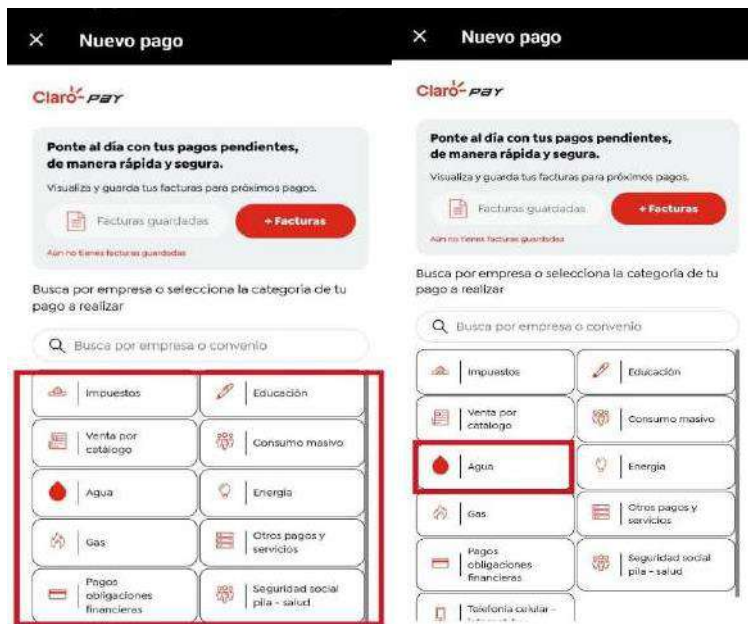 Nuevo pago
Claro-pay
Ponte al día con tus pagos pendientes,
de manera rápida y segura.
Visualiza y guarda tus facturas para próximos pagos.
Facturas guardadas
+ Facturas
Aún no tienes facturas guardadas
Busca por empresa o selecciona la categoría de tu
pago a realizar
Busca por empresa o convenio
Impuestos
Educación
Venta por
catálogo
Consumo masivo
Agua
Energía
Gas
Otros pagos y
servicios
Pagos
obligaciones
financieras
Seguridad social
pila - salud
Nuevo pago
Claro-pay
Ponte al día con tus pagos pendientes,
de manera rápida y segura.
Visualiza y guarda tus facturas para próximos pagos.
Facturas guardadas
+ Facturas
Aún no tienes facturas guardadas
Busca por empresa o selecciona la categoría de tu
pago a realizar
Busca por empresa o convenio
Impuestos
Educación
Venta por
catálogo
Consumo masivo
Agua
Energía
Gas
Otros pagos y
servicios
Pagos
obligaciones
financieras
Seguridad social
pila - salud
Telefonía celular -